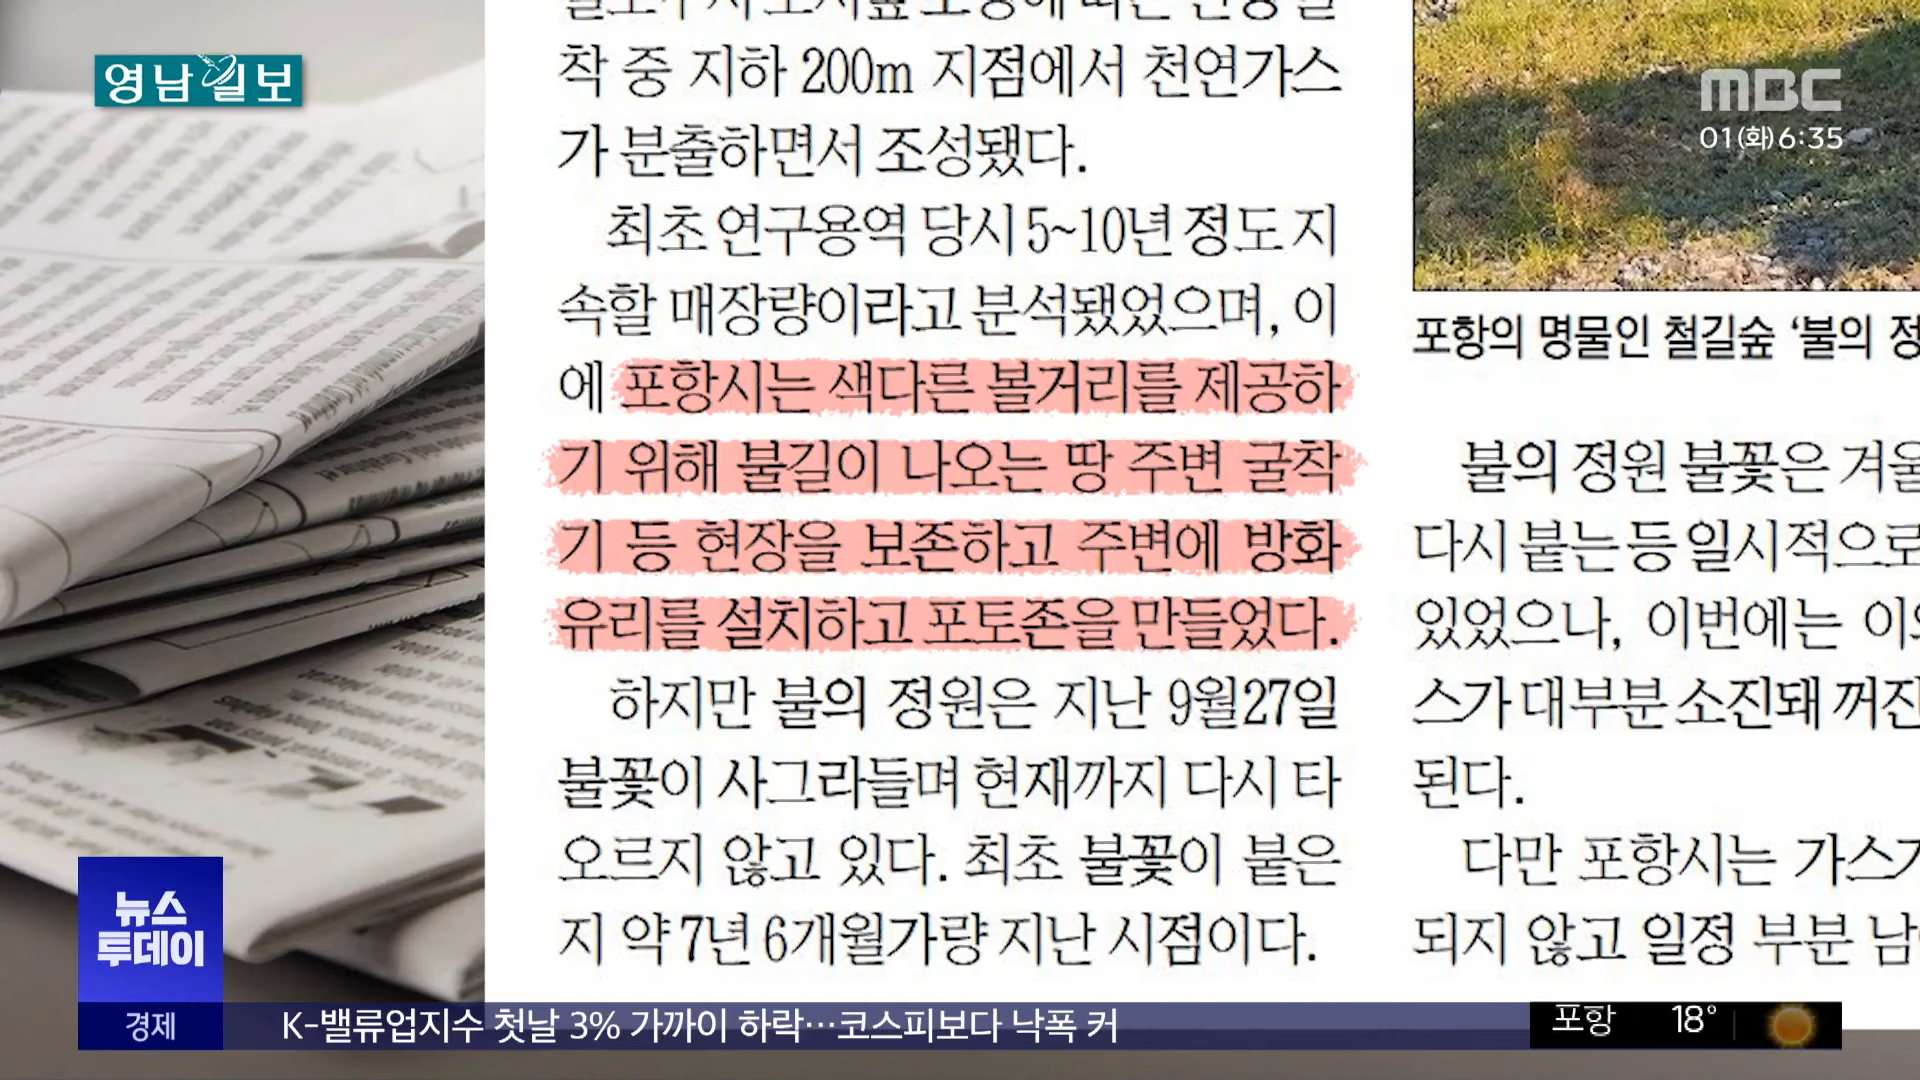 영남일보
MBC
01(화)6:35
착 중 지하 200m 지점에서 천연가스
가 분출하면서 조성됐다.
최초 연구용역 당시 5~10년 정도 지
속할 매장량이라고 분석됐었으며, 이
에 포항시는 색다른 볼거리를 제공하
기 위해 불길이 나오는 땅 주변 굴착
기 등 현장을 보존하고 주변에 방화
유리를 설치하고 포토존을 만들었다.
하지만 불의 정원은 지난 9월27일
불꽃이 사그라들며 현재까지 다시 타
오르지 않고 있다. 최초 불꽃이 붙은
지 약 7년 6개월가량 지난 시점이다.
포항의 명물인 철길숲 ‘불의 정
불의 정원 불꽃은 겨울
다시 붙는 등 일시적으로
있었으나, 이번에는 이
스가 대부분 소진돼 꺼진
된다.
다만 포항시는 가스가
되지 않고 일정 부분 남
뉴스
투데이
경제
K-밸류업지수 첫날 3% 가까이 하락…코스피보다 낙폭 커
포항 18°